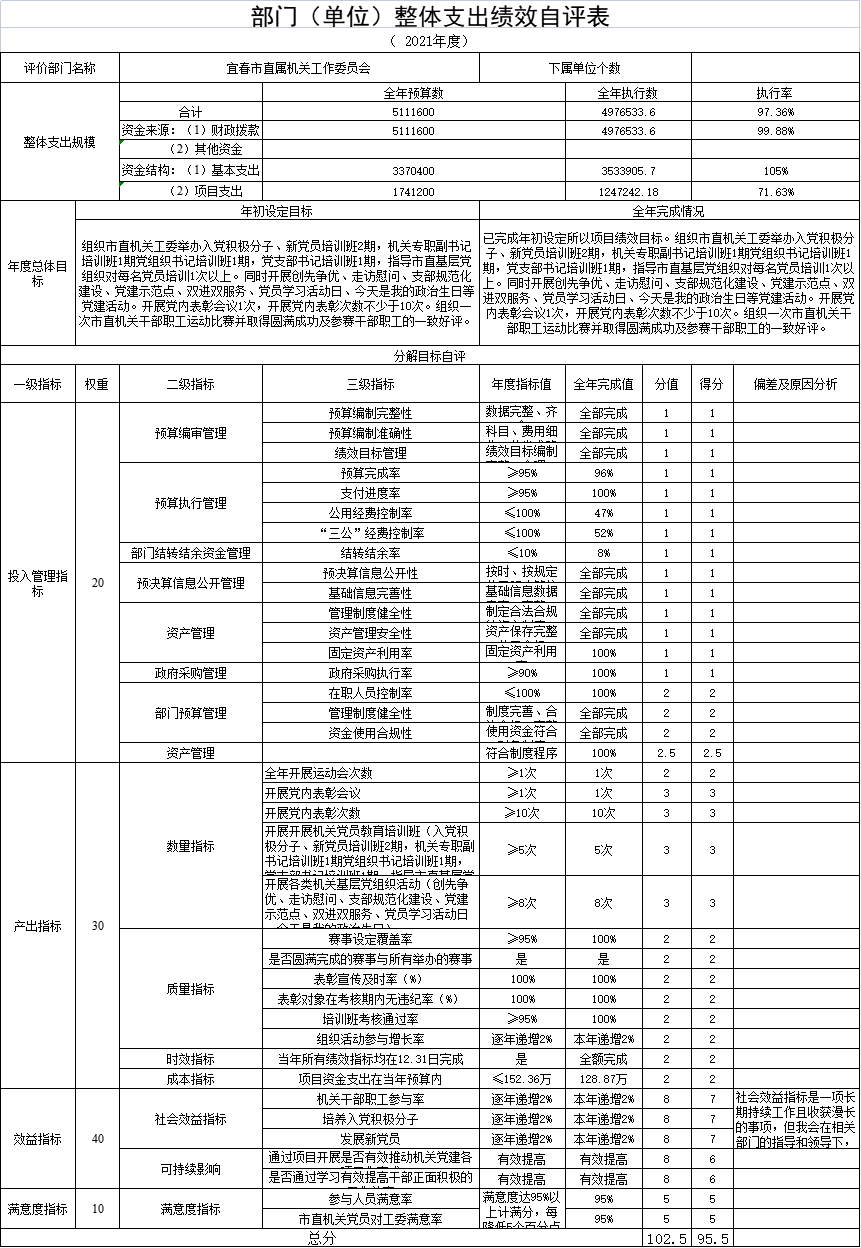 部门（单位）整体支出绩效自评表
（ 2021年度）
评价部门名称 宜春市直属机关工作委员会 下属单位个数
整体支出规模 全年预算数 全年执行数 执行率
合计 5111600 4976533.6 97.36%
资金来源:（1）财政拨款 5111600 4976533.6 99.88%
（2）其他资金
资金结构:（1）基本支出 3370400 3533905.7 105%
（2）项目支出 1741200 1247242.18 71.63%
年度总体目标
年初设定目标 全年完成情况
组织市直机关工委举办入党积极分子、新党员培训班2期，机关专职副书记
培训班1期党组织书记培训班1期，党支部书记培训班1期，指导市直基层党
组织对每名党员培训1次以上。同时开展创先争优、走访慰问、支部规范化
建设、党建示范点、双进双服务、党员学习活动日、今天是我的政治生日等
党建活动。开展党内表彰会议1次，开展党内表彰次数不少于10次。组织一
次市直机关干部职工运动比赛并取得圆满成功及参赛干部职工的一致好评。
已完成年初设定所以项目绩效目标。组织市直机关工委举办入党积极分
子、新党员培训班2期，机关专职副书记培训班1期党组织书记培训班1
期，党支部书记培训班1期，指导市直基层党组织对每名党员培训1次以
上。同时开展创先争优、走访慰问、支部规范化建设、党建示范点、双
进双服务、党员学习活动日、今天是我的政治生日等党建活动。开展党
内表彰会议1次，开展党内表彰次数不少于10次。组织一次市直机关干
部职工运动比赛并取得圆满成功及参赛干部职工的一致好评。
分解目标自评
一级指标 权重 二级指标 三级指标 年度指标值 全年完成值 分值 得分 偏差及原因分析
投入管理指标 20
预算编审管理 预算编制完整性 数据完整、齐 全部完成 1 1
预算编制准确性 科目、费用细 全部完成 1 1
绩效目标管理 绩效目标编制 全部完成 1 1
预算执行管理 预算完成率 ≥95% 96% 1 1
支付进度率 ≥95% 100% 1 1
公用经费控制率 ≤100% 47% 1 1
“三公”经费控制率 ≤100% 52% 1 1
部门结转结余资金管理 结转结余率 ≤10% 8% 1 1
预决算信息公开管理 预决算信息公开性 按时、按规定 全部完成 1 1
基础信息完善性 基础信息数据 全部完成 1 1
资产管理 管理制度健全性 制定合法合规 全部完成 1 1
资产管理安全性 资产保存完整 全部完成 1 1
固定资产利用率 固定资产利用 100% 1 1
政府采购管理 政府采购执行率 ≥90% 100% 1 1
部门预算管理 在职人员控制率 ≤100% 100% 2 2
管理制度健全性 制度完善、合 全部完成 2 2
资金使用合规性 使用资金符合 全部完成 2 2
资产管理 符合制度程序 100% 2.5 2.5
产出指标 30
数量指标 全年开展运动会次数 ≥1次 1次 2 2
开展党内表彰会议 ≥1次 1次 3 3
开展党内表彰次数 ≥10次 10次 3 3
开展开展机关党员教育培训班（入党积
极分子、新党员培训班2期，机关专职副
书记培训班1期党组织书记培训班1期，
党支部书记培训班1期，指导市直基层党
≥5次 5次 3 3
开展各类机关基层党组织活动（创先争
优、走访慰问、支部规范化建设、党建
示范点、双进双服务、党员学习活动日
、今天是我的政治生日）
≥8次 8次 3 3
质量指标 赛事设定覆盖率 ≥95% 100% 2 2
是否圆满完成的赛事与所有举办的赛事 是 是 2 2
表彰宣传及时率（%） 100% 100% 2 2
表彰对象在考核期内无违纪率（%） 100% 100% 2 2
培训班考核通过率 ≥95% 100% 2 2
组织活动参与增长率 逐年递增2% 本年递增2% 2 2
时效指标 当年所有绩效指标均在12.31日完成 是 全额完成 2 2
成本指标 项目资金支出在当年预算内 ≤152.36万 128.87万 2 2
效益指标 40
社会效益指标 机关干部职工参与率 逐年递增2% 本年递增2% 8 7
培养入党积极分子 逐年递增2% 本年递增2% 8 7
发展新党员 逐年递增2% 本年递增2% 8 7
社会效益指标是一项长
期持续工作且收获漫长
的事项，但我会在相关
部门的指导和领导下，
可持续影响 通过项目开展是否有效推动机关党建各 有效提高 有效提高 8 6
是否通过学习有效提高干部正面积极的 有效提高 有效提高 8 6
满意度指标 10 满意度指标 参与人员满意率 95% 5 5
市直机关党员对工委满意率 95% 5 5
满意度达95%以
上计满分，每
降低5个百分点
总分 102.5 95.5